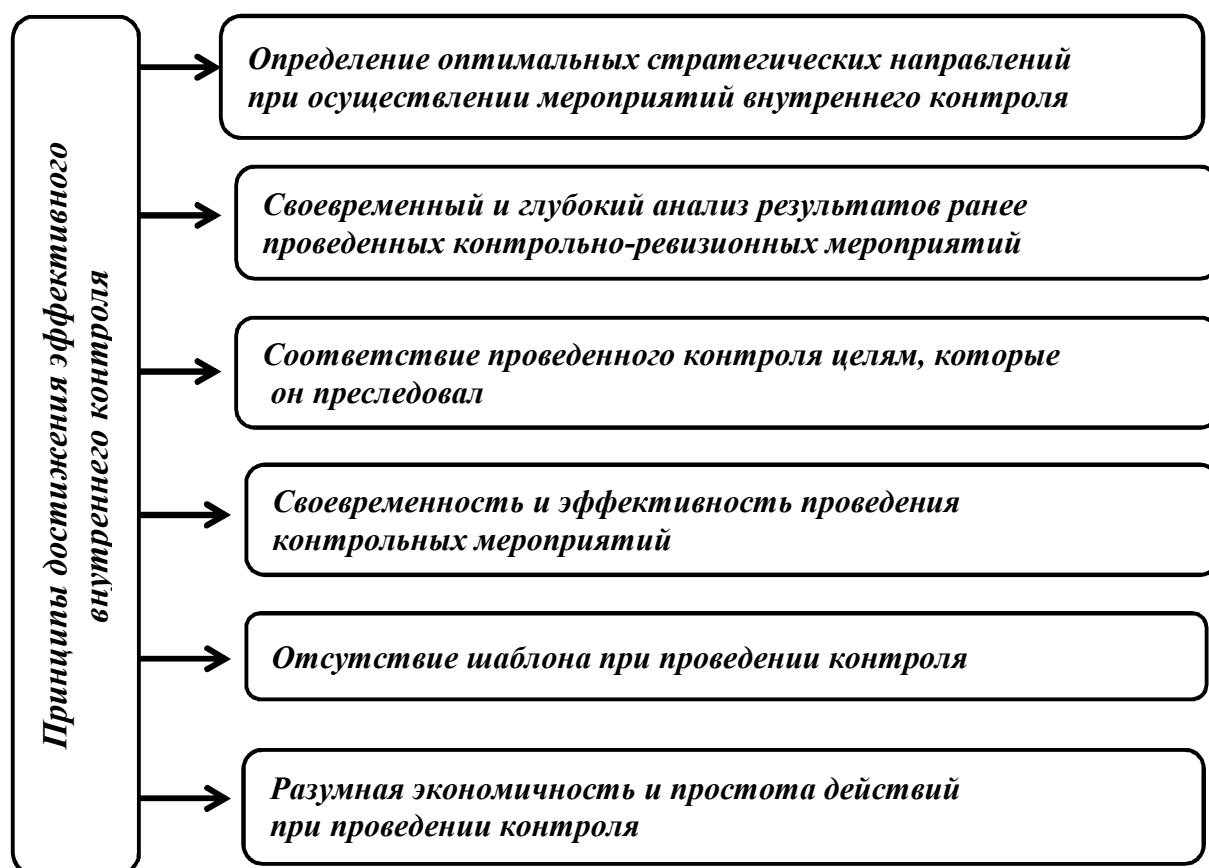 Принципы достижения эффективного
внутреннего контроля
Определение оптимальных стратегических направлений
при осуществлении мероприятий внутреннего контроля
Своевременный и глубокий анализ результатов ранее
проведенных контрольно-ревизионных мероприятий
Соответствие проведенного контроля целям, которые
он преследовал
Своевременность и эффективность проведения
контрольных мероприятий
Отсутствие шаблона при проведении контроля
Разумная экономичность и простота действий
при проведении контроля